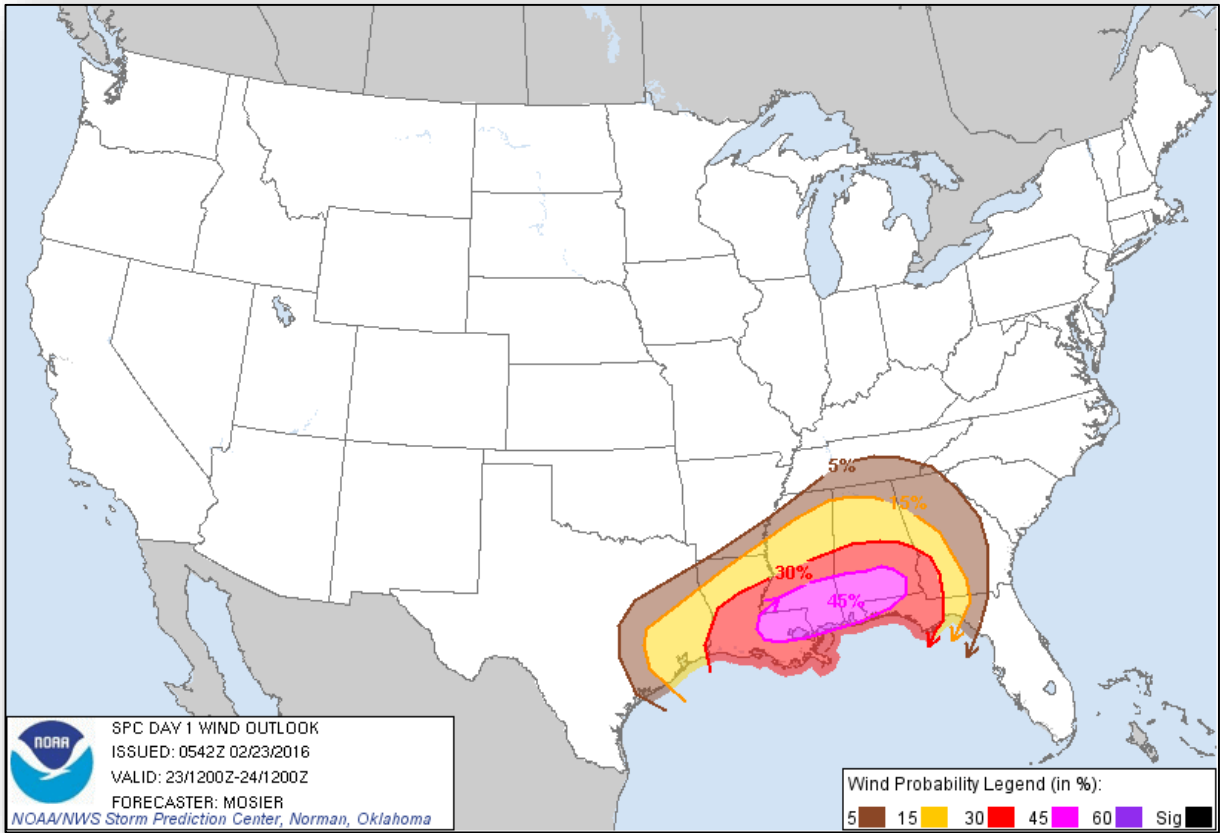 5%
15%
30%
45%
NOAA
SPC DAY 1 WIND OUTLOOK
ISSUED: 0542Z 02/23/2016
VALID: 23/1200Z-24/1200Z
FORECASTER: MOSIER
NOAA/NWS Storm Prediction Center, Norman, Oklahoma
Wind Probability Legend (in %):
5 15 30 45 60 Sig